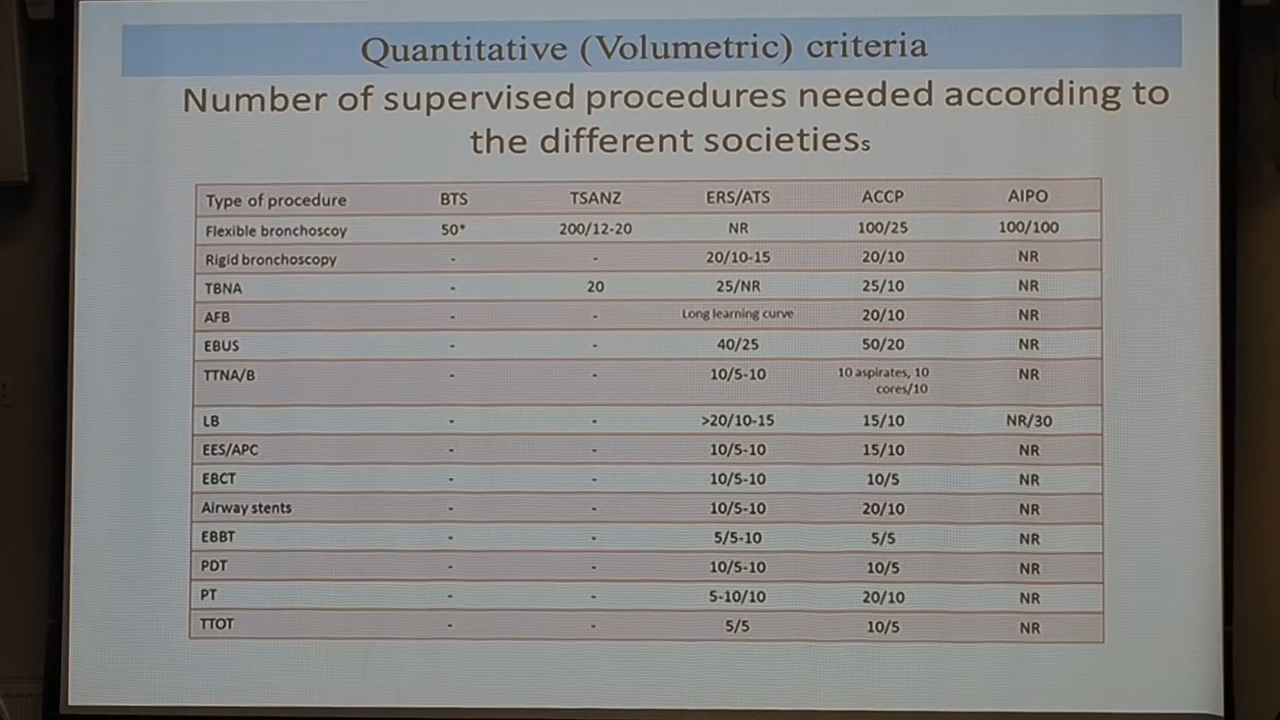 Quantitative (Volumetric) criteria
Number of supervised procedures needed according to
the different societiess
Type of procedure BTS TSANZ ERS/ATS ACCP AIPO
Flexible bronchoscoy 50* 200/12-20 NR 100/25 100/100
Rigid bronchoscopy - - 20/10-15 20/10 NR
TBNA - 20 25/NR 25/10 NR
AFB - - Long learning curve 20/10 NR
EBUS - - 40/25 50/20 NR
TTNA/B - - 10/5-10 10 aspirates, 10 NR
cores/10
LB - - >20/10-15 15/10 NR/30
EES/APC - - 10/5-10 15/10 NR
EBCT - - 10/5-10 10/5 NR
Airway stents - - 10/5-10 20/10 NR
EBBT - - 5/5-10 5/5 NR
PDT - - 10/5-10 10/5 NR
PT - - 5-10/10 20/10 NR
TTOT - - 5/5 10/5 NR